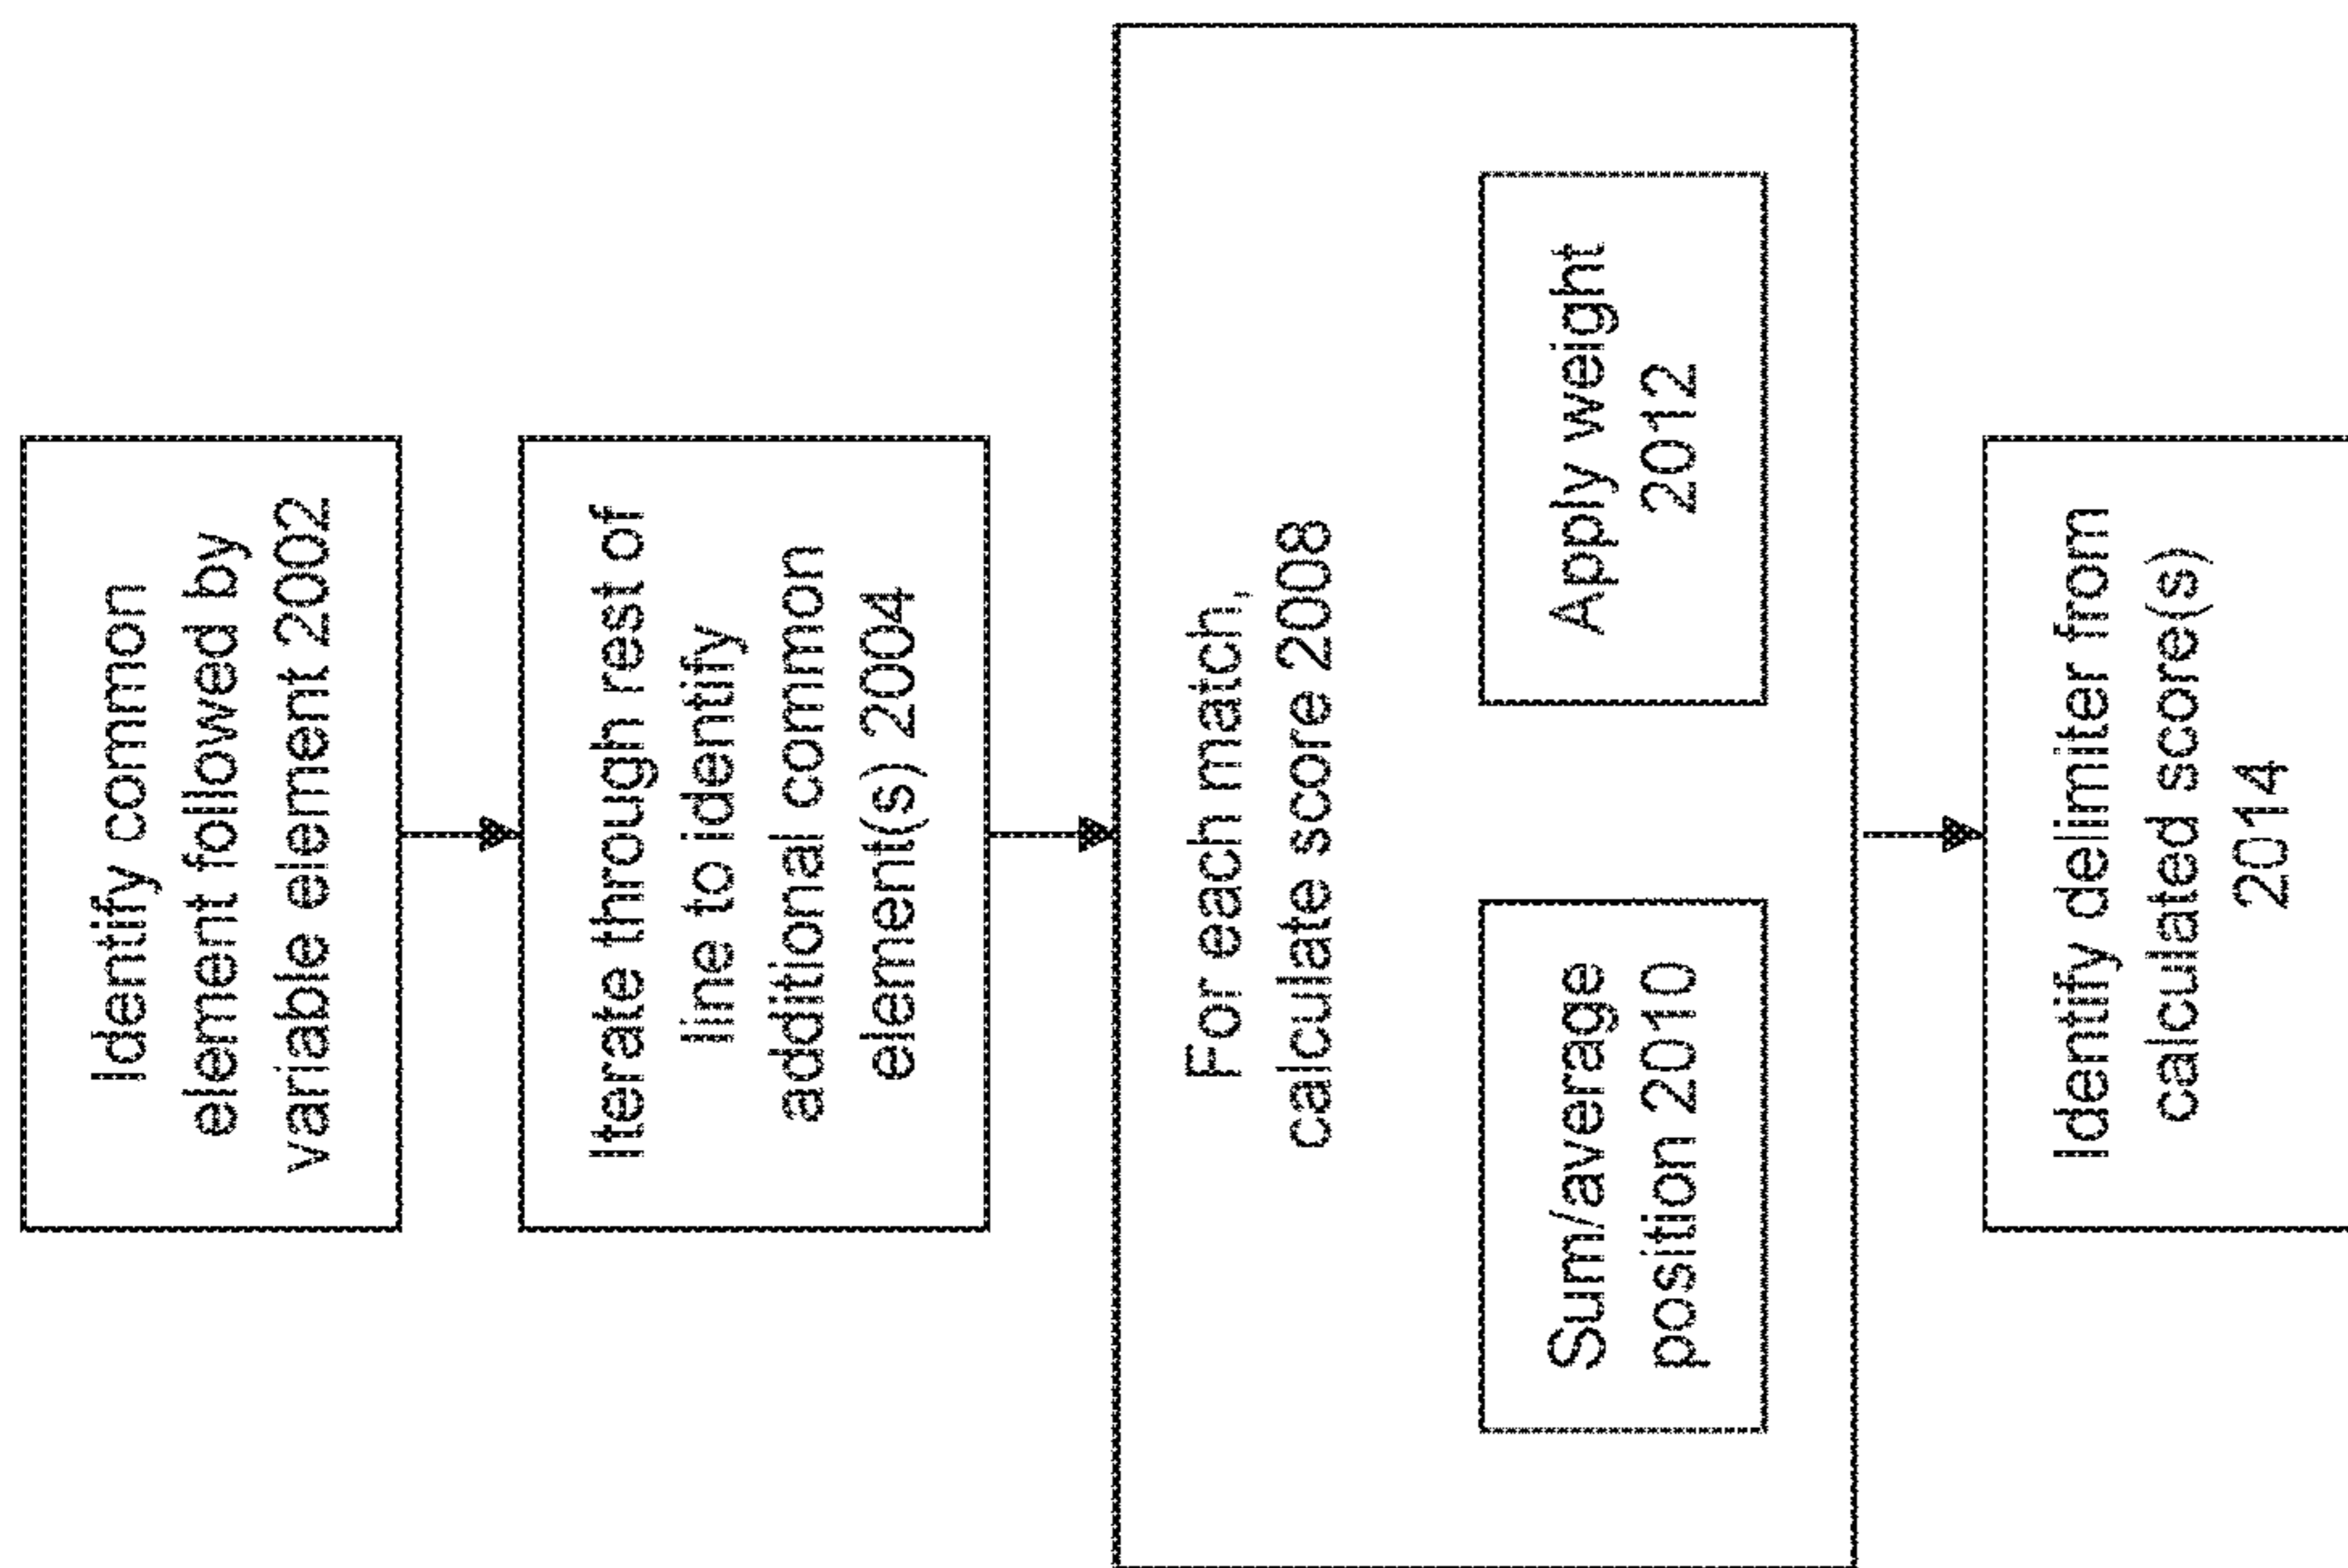 Identify common
element followed by
variable element 2002
Iterate through rest of
line to identify
additional common
element(s) 2004
For each match,
calculate score 2008
Sum/average
position 2010
Apply weight
2012
Identify delimiter from
calculated score(s)
2014